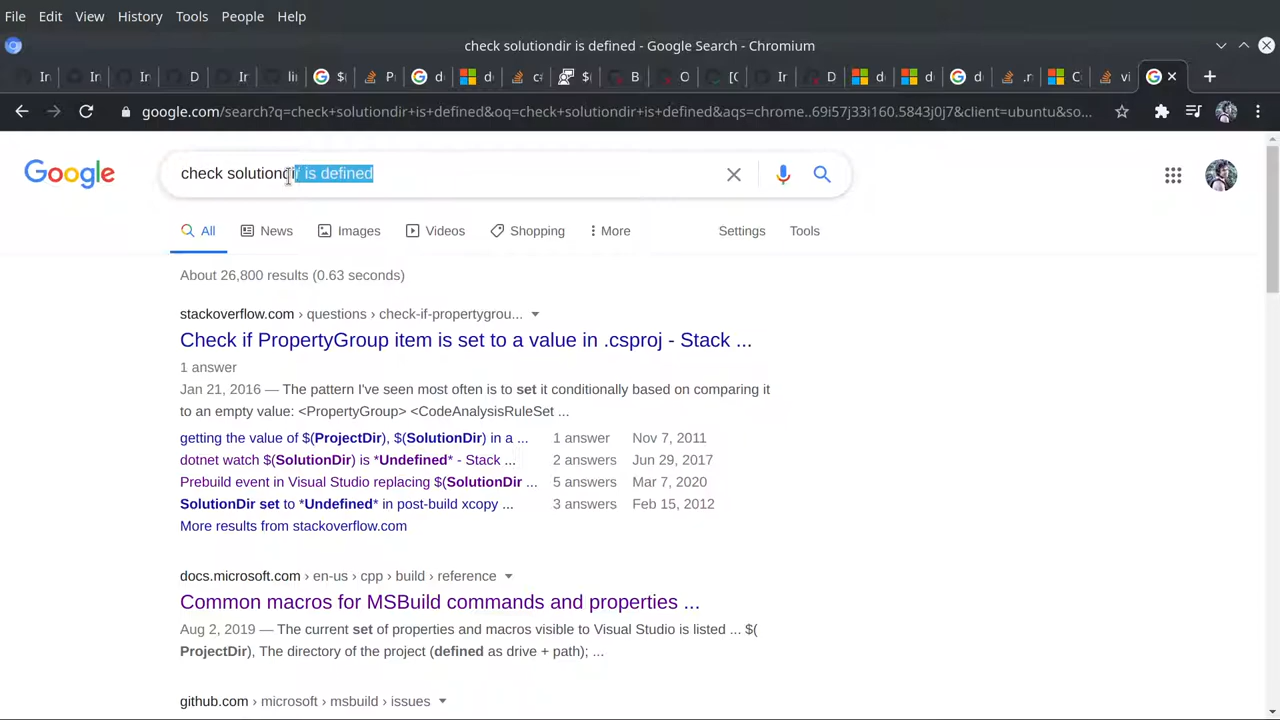 File Edit View History Tools People Help
check solutiondir is defined - Google Search - Chromium
In In In D In li $( P d d c $( B O [C In D d d d .n C vi
google.com/search?q=check+solutiondir+is+defined&oq=check+solutiondir+is+defined&aqs=chrome..69i57j33i160.5843j0j7&client=ubuntu&so...
Google
check solutiondir is defined
All News Images Videos Shopping More Settings Tools
About 26,800 results (0.63 seconds)
stackoverflow.com › questions › check-if-propertygrou...
Check if PropertyGroup item is set to a value in .csproj - Stack ...
1 answer
Jan 21, 2016 — The pattern I've seen most often is to set it conditionally based on comparing it
to an empty value: <PropertyGroup> <CodeAnalysisRuleSet ...
getting the value of $(ProjectDir), $(SolutionDir) in a ... 1 answer Nov 7, 2011
dotnet watch $(SolutionDir) is *Undefined* - Stack ... 2 answers Jun 29, 2017
Prebuild event in Visual Studio replacing $(SolutionDir ... 5 answers Mar 7, 2020
SolutionDir set to *Undefined* in post-build xcopy ... 3 answers Feb 15, 2012
More results from stackoverflow.com
docs.microsoft.com › en-us › cpp › build › reference
Common macros for MSBuild commands and properties ...
Aug 2, 2019 — The current set of properties and macros visible to Visual Studio is listed ... $(
ProjectDir), The directory of the project (defined as drive + path); ...
github.com › microsoft › msbuild › issues